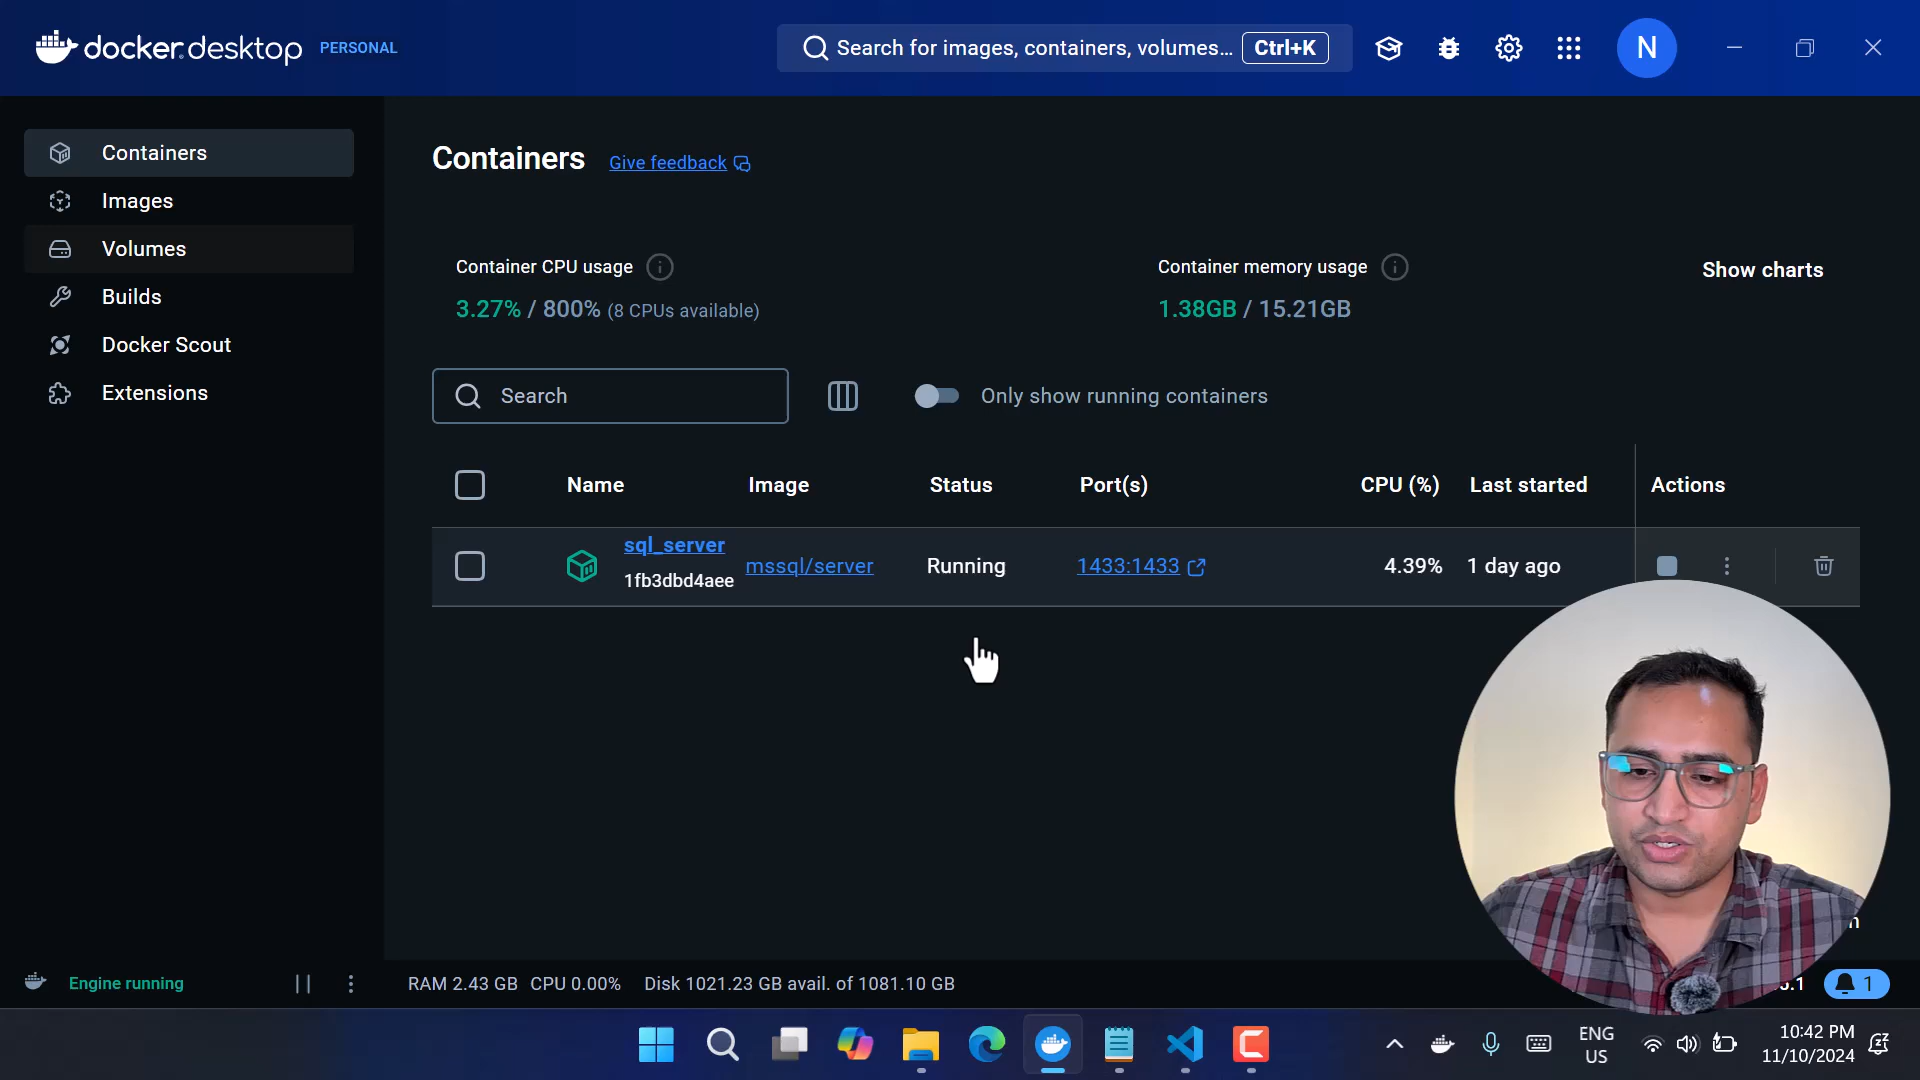 docker desktop PERSONAL
Search for images, containers, volumes... Ctrl+K
N
Containers
Images
Volumes
Builds
Docker Scout
Extensions
Containers Give feedback
Container CPU usage
3.27% / 800% (8 CPUs available)
Container memory usage
1.38GB / 15.21GB
Show charts
Search
Only show running containers
Name Image Status Port(s) CPU (%) Last started Actions
sql_server
1fb3dbd4aee
mssql/server Running 1433:1433 4.39% 1 day ago
Engine running
RAM 2.43 GB CPU 0.00% Disk 1021.23 GB avail. of 1081.10 GB
1
ENG
US
10:42 PM
11/10/2024